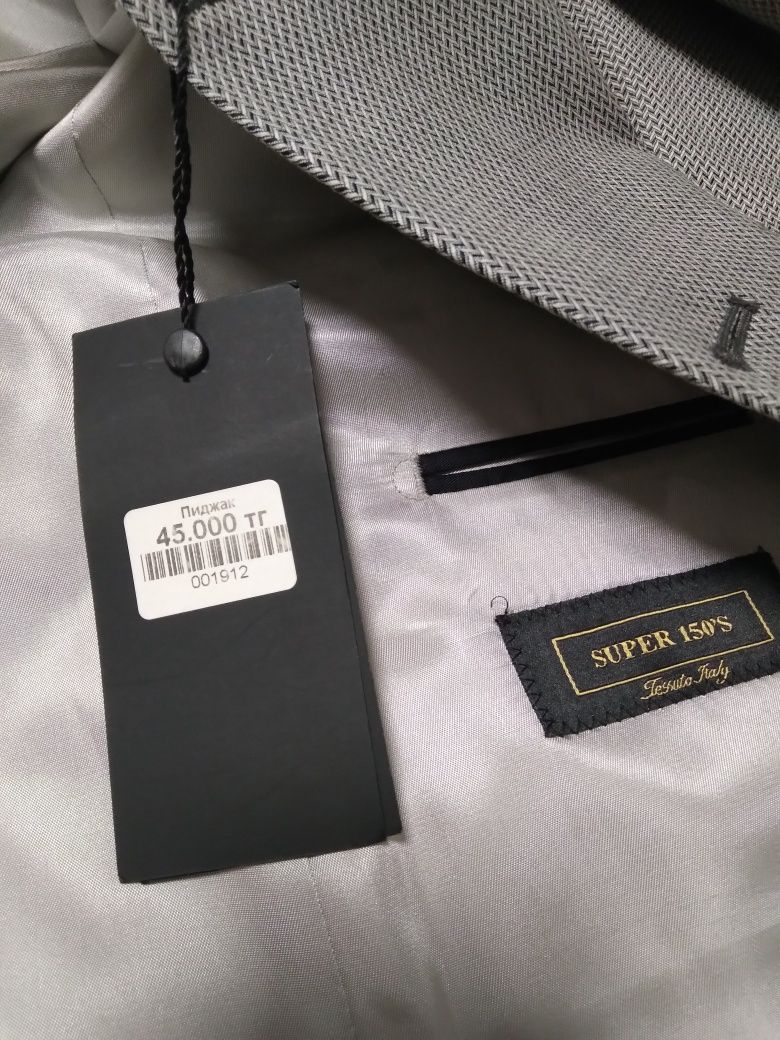 Пиджак
45.000 тг
001912
SUPER 150'S
Tessuto Italy